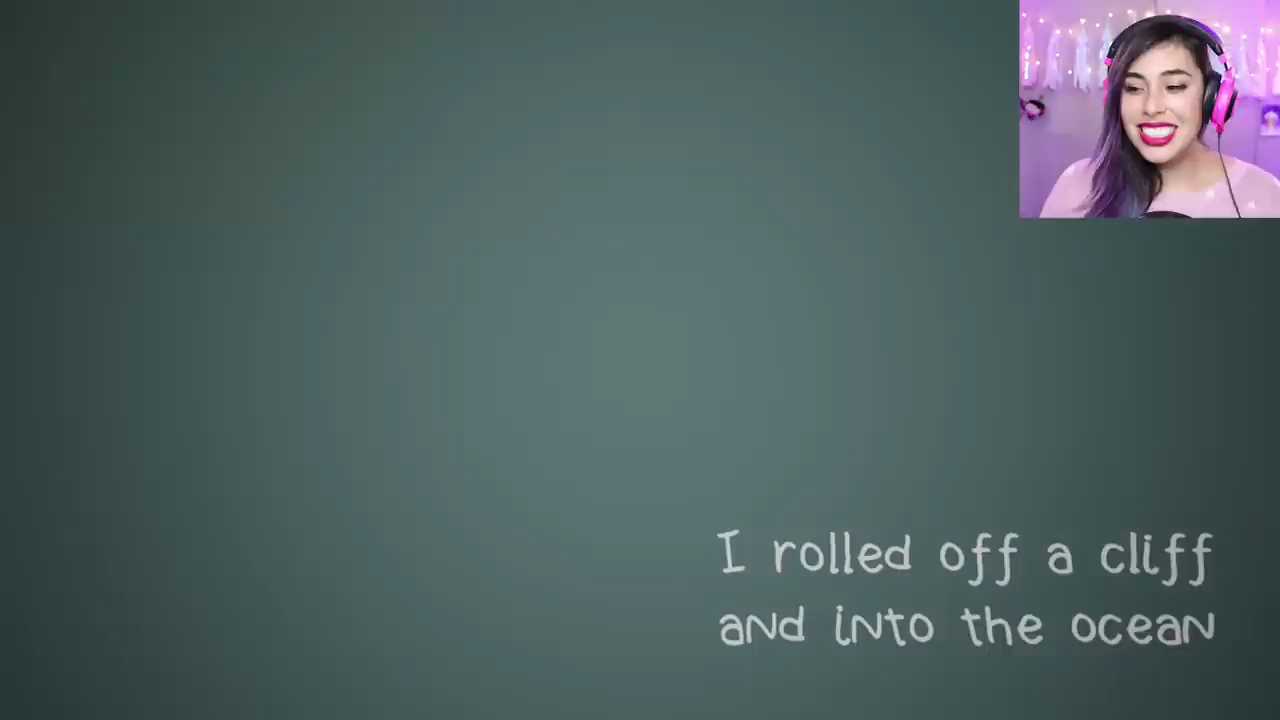 I rolled off a cliff
and into the ocean